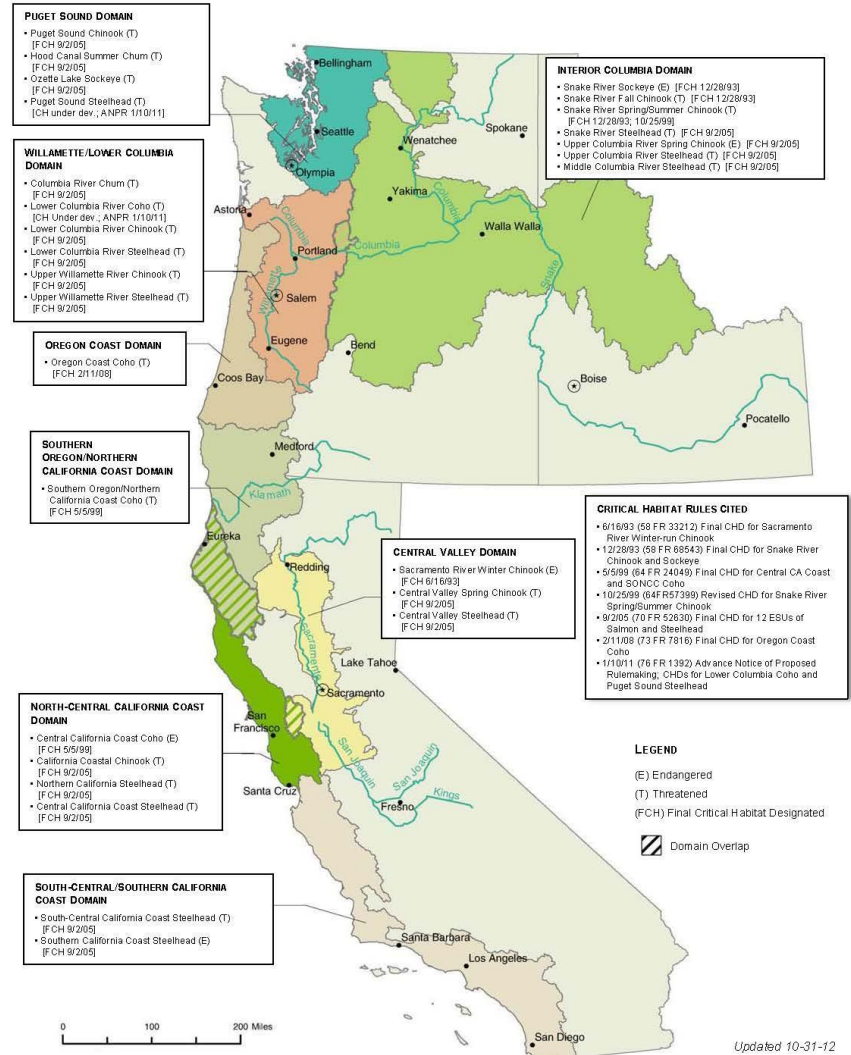 PUGET SOUND DOMAIN
• Puget Sound Chinook (T)
[FCH 9/2/05]
• Hood Canal Summer Chum (T)
[FCH 9/2/05]
• Ozette Lake Sockeye (T)
[FCH 9/2/05]
• Puget Sound Steelhead (T)
[CH under dev.; ANPR 1/10/11]
WILLAMETTE/LOWER COLUMBIA
DOMAIN
• Columbia River Chum (T)
[FCH 9/2/05]
• Lower Columbia River Coho (T)
[CH Under dev.; ANPR 1/10/11]
• Lower Columbia River Chinook (T)
[FCH 9/2/05]
• Lower Columbia River Steelhead (T)
[FCH 9/2/05]
• Upper Willamette River Chinook (T)
[FCH 9/2/05]
• Upper Willamette River Steelhead (T)
[FCH 9/2/05]
OREGON COAST DOMAIN
• Oregon Coast Coho (T)
[FCH 2/11/08]
SOUTHERN
OREGON/NORTHERN
CALIFORNIA COAST DOMAIN
• Southern Oregon/Northern
California Coast Coho (T)
[FCH 5/5/99]
NORTH-CENTRAL CALIFORNIA COAST
DOMAIN
• Central California Coast Coho (E)
[FCH 5/5/99]
• California Coastal Chinook (T)
[FCH 9/2/05]
• Northern California Steelhead (T)
[FCH 9/2/05]
• Central California Coast Steelhead (T)
[FCH 9/2/05]
SOUTH-CENTRAL/SOUTHERN CALIFORNIA
COAST DOMAIN
• South-Central California Coast Steelhead (T)
[FCH 9/2/05]
• Southern California Coast Steelhead (E)
[FCH 9/2/05]
INTERIOR COLUMBIA DOMAIN
• Snake River Sockeye (E) [FCH 12/28/93]
• Snake River Fall Chinook (T) [FCH 12/28/93]
• Snake River Spring/Summer Chinook (T)
[FCH 12/28/93; 10/25/99]
• Snake River Steelhead (T) [FCH 9/2/05]
• Upper Columbia River Spring Chinook (E) [FCH 9/2/05]
• Upper Columbia River Steelhead (T) [FCH 9/2/05]
• Middle Columbia River Steelhead (T) [FCH 9/2/05]
CENTRAL VALLEY DOMAIN
• Sacramento River Winter Chinook (E)
[FCH 6/16/93]
• Central Valley Spring Chinook (T)
[FCH 9/2/05]
• Central Valley Steelhead (T)
[FCH 9/2/05]
CRITICAL HABITAT RULES CITED
• 6/16/93 (58 FR 33212) Final CHD for Sacramento
River Winter-run Chinook
• 12/28/93 (58 FR 68543) Final CHD for Snake River
Chinook and Sockeye
• 5/5/99 (64 FR 24049) Final CHD for Central CA Coast
and SONCC Coho
• 10/25/99 (64FR57399) Revised CHD for Snake River
Spring/Summer Chinook
• 9/2/05 (70 FR 52630) Final CHD for 12 ESUs of
Salmon and Steelhead
• 2/11/08 (73 FR 7816) Final CHD for Oregon Coast
Coho
• 1/10/11 (76 FR 1392) Advance Notice of Proposed
Rulemaking; CHDs for Lower Columbia Coho and
Puget Sound Steelhead
LEGEND
(E) Endangered
(T) Threatened
(FCH) Final Critical Habitat Designated
Domain Overlap
Bellingham
Seattle
Olympia
Wenatchee
Spokane
Yakima
Walla Walla
Astoria
Columbia
Columbia
Columbia
Portland
Willamette
Salem
Eugene
Bend
Snake
Boise
Pocatello
Coos Bay
Medford
Klamath
Eureka
Redding
Sacramento
Lake Tahoe
Sacramento
San
Francisco
San Joaquin
San Joaquin
Santa Cruz
Fresno
Kings
Santa Barbara
Los Angeles
San Diego
0 100 200 Miles
Updated 10-31-12